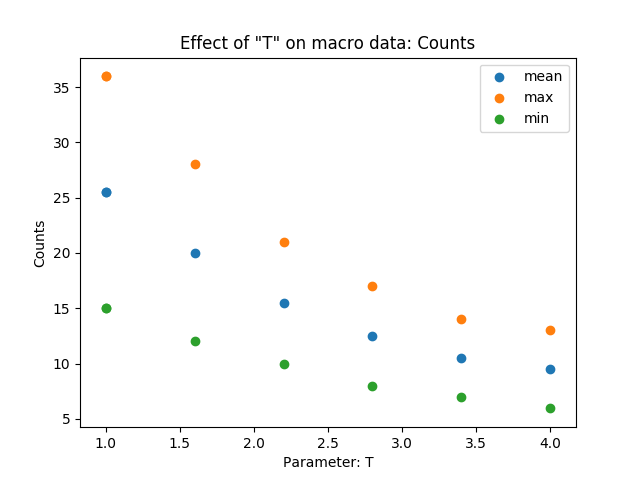 Effect of "T" on macro data: Counts
mean
max
min
35
30
25
20
15
10
5
Counts
1.0 1.5 2.0 2.5 3.0 3.5 4.0
Parameter: T